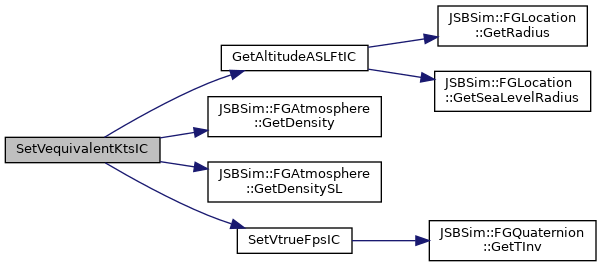 JSBSim::FGLocation
::GetRadius
GetAltitudeASLFtIC
JSBSim::FGLocation
::GetSeaLevelRadius
JSBSim::FGAtmosphere
::GetDensity
SetVequivalentKtsIC
JSBSim::FGAtmosphere
::GetDensitySL
SetVtrueFpsIC
JSBSim::FGQuaternion
::GetTInv